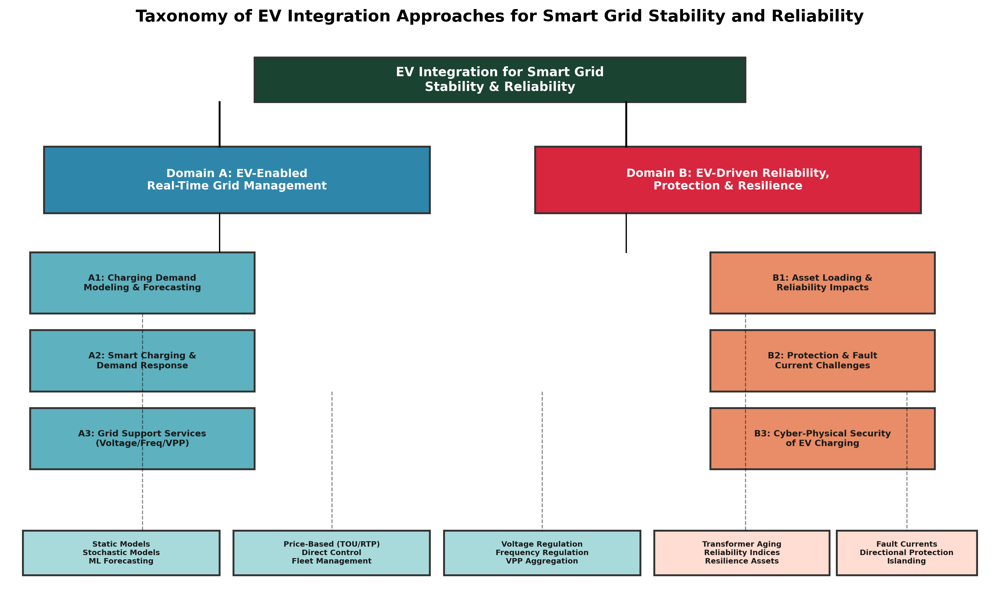 Taxonomy of EV Integration Approaches for Smart Grid Stability and Reliability
EV Integration for Smart Grid
Stability & Reliability
Domain A: EV-Enabled
Real-Time Grid Management
Domain B: EV-Driven Reliability,
Protection & Resilience
A1: Charging Demand
Modeling & Forecasting
B1: Asset Loading &
Reliability Impacts
A2: Smart Charging &
Demand Response
B2: Protection & Fault
Current Challenges
A3: Grid Support Services
(Voltage/Freq/VPP)
B3: Cyber-Physical Security
of EV Charging
Static Models
Stochastic Models
ML Forecasting
Price-Based (TOU/RTP)
Direct Control
Fleet Management
Voltage Regulation
Frequency Regulation
VPP Aggregation
Transformer Aging
Reliability Indices
Resilience Assets
Fault Currents
Directional Protection
Islanding